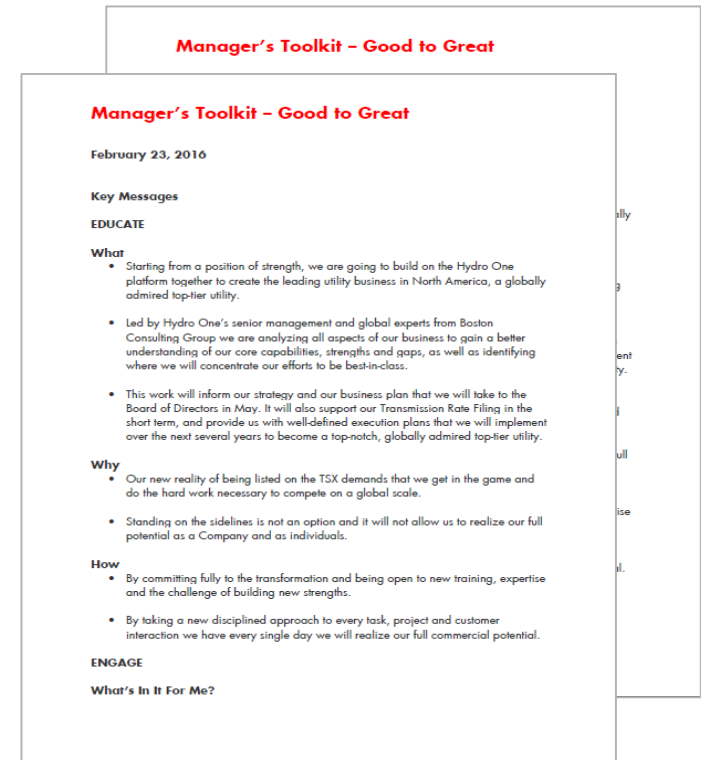 Manager's Toolkit – Good to Great
Manager's Toolkit – Good to Great
February 23, 2016
Key Messages
EDUCATE
What
• Starting from a position of strength, we are going to build on the Hydro One
platform together to create the leading utility business in North America, a globally
admired top-tier utility.
• Led by Hydro One's senior management and global experts from Boston
Consulting Group we are analyzing all aspects of our business to gain a better
understanding of our core capabilities, strengths and gaps, as well as identifying
where we will concentrate our efforts to be best-in-class.
• This work will inform our strategy and our business plan that we will take to the
Board of Directors in May. It will also support our Transmission Rate Filing in the
short term, and provide us with well-defined execution plans that we will implement
over the next several years to become a top-notch, globally admired top-tier utility.
Why
• Our new reality of being listed on the TSX demands that we get in the game and
do the hard work necessary to compete on a global scale.
• Standing on the sidelines is not an option and it will not allow us to realize our full
potential as a Company and as individuals.
How
• By committing fully to the transformation and being open to new training, expertise
and the challenge of building new strengths.
• By taking a new disciplined approach to every task, project and customer
interaction we have every single day we will realize our full commercial potential.
ENGAGE
What's In It For Me?